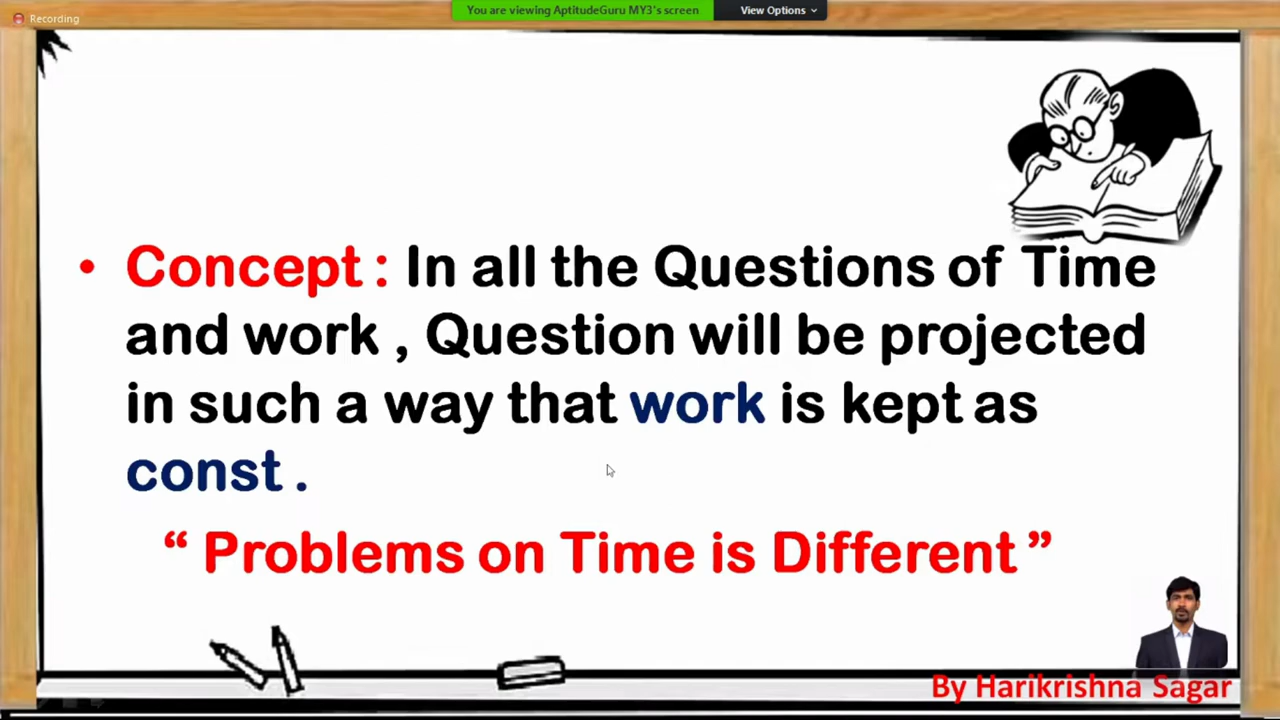 Recording
You are viewing AptitudeGuru MY3's screen
View Options
• Concept : In all the Questions of Time
and work , Question will be projected
in such a way that work is kept as
const .
“ Problems on Time is Different ”
By Harikrishna Sagar